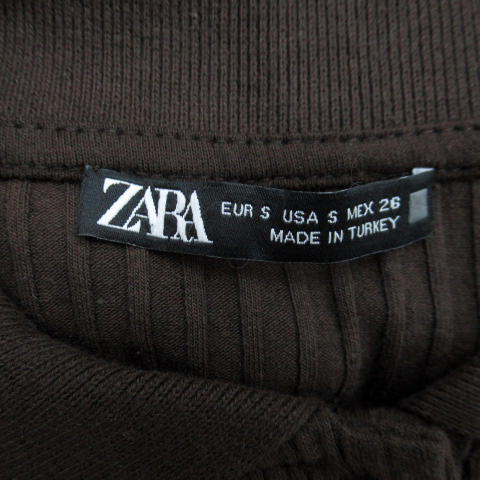 ZARA
EUR S USA S MEX 26
MADE IN TURKEY